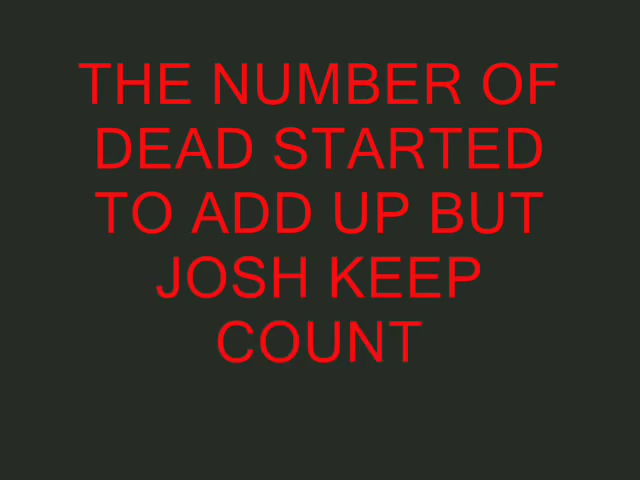 THE NUMBER OF
DEAD STARTED
TO ADD UP BUT
JOSH KEEP
COUNT